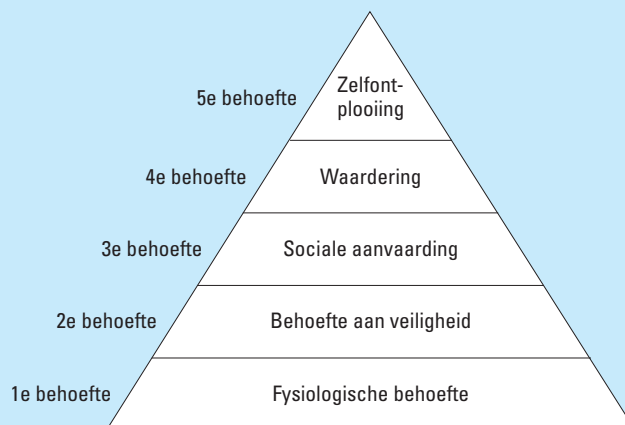 5e behoefte
Zelfont-
plooiing
4e behoefte
Waardering
3e behoefte
Sociale aanvaarding
2e behoefte
Behoefte aan veiligheid
1e behoefte
Fysiologische behoefte